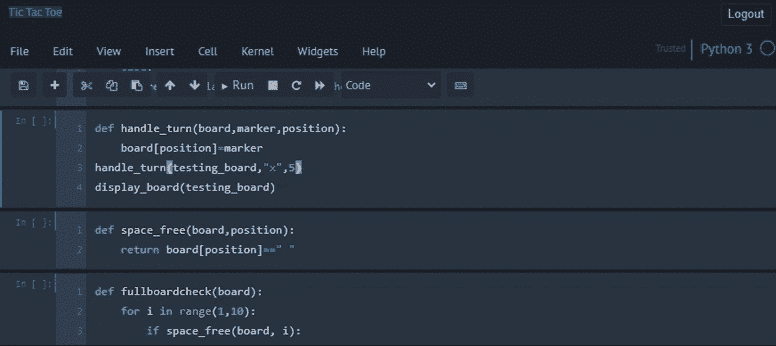 Tic Tac Toe
Logout
File Edit View Insert Cell Kernel Widgets Help
Trusted Python 3
Run Code
In [ ]:
1 def handle_turn(board,marker,position):
2 board[position]=marker
3 handle_turn(testing_board,"x",5)
4 display_board(testing_board)
In [ ]:
1 def space_free(board,position):
2 return board[position]==" "
In [ ]:
1 def fullboardcheck(board):
2 for i in range(1,10):
3 if space_free(board, i):